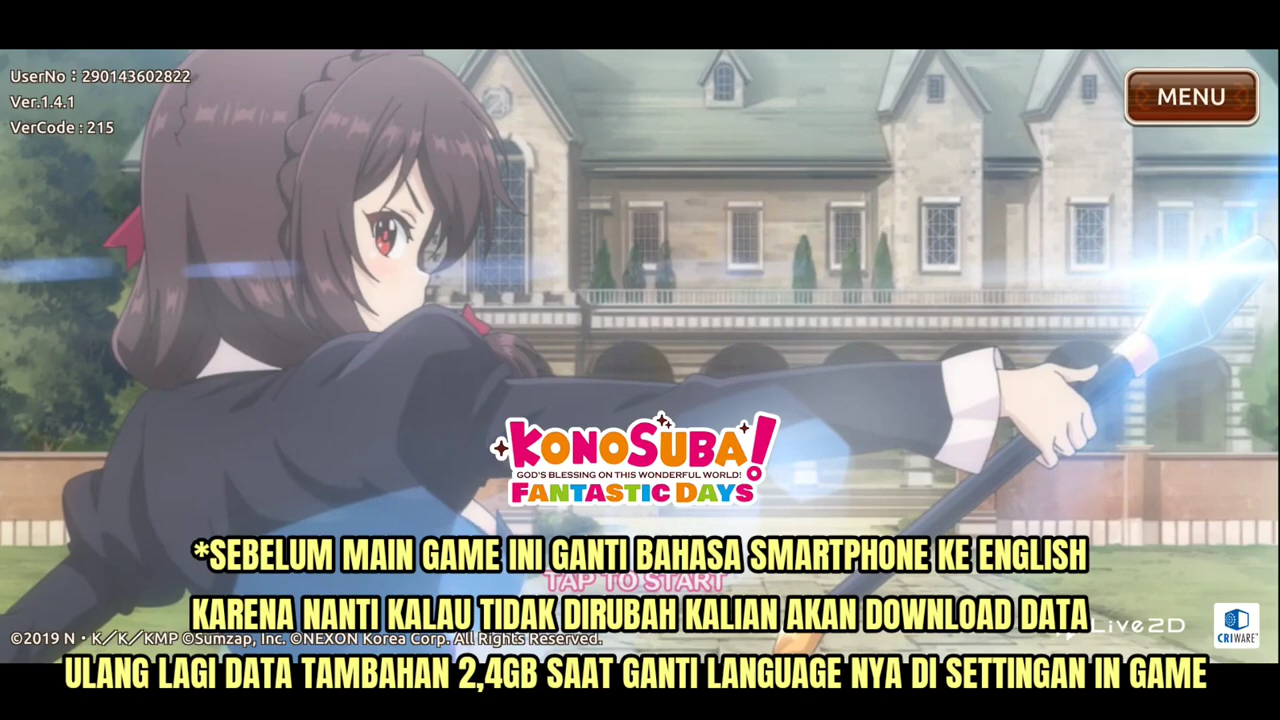 UserNo : 290143602822
Ver.1.4.1
VerCode : 215
MENU
KONOSUBA!
GOD'S BLESSING ON THIS WONDERFUL WORLD!
FANTASTIC DAYS
*SEBELUM MAIN GAME INI GANTI BAHASA SMARTPHONE KE ENGLISH
TAP TO START
KARENA NANTI KALAU TIDAK DIRUBAH KALIAN AKAN DOWNLOAD DATA
Live2D
CRIWARE™
©2019 N・K/K/KMP ©Sumzap, Inc. ©NEXON Korea Corp. All Rights Reserved.
ULANG LAGI DATA TAMBAHAN 2,4GB SAAT GANTI LANGUAGE NYA DI SETTINGAN IN GAME